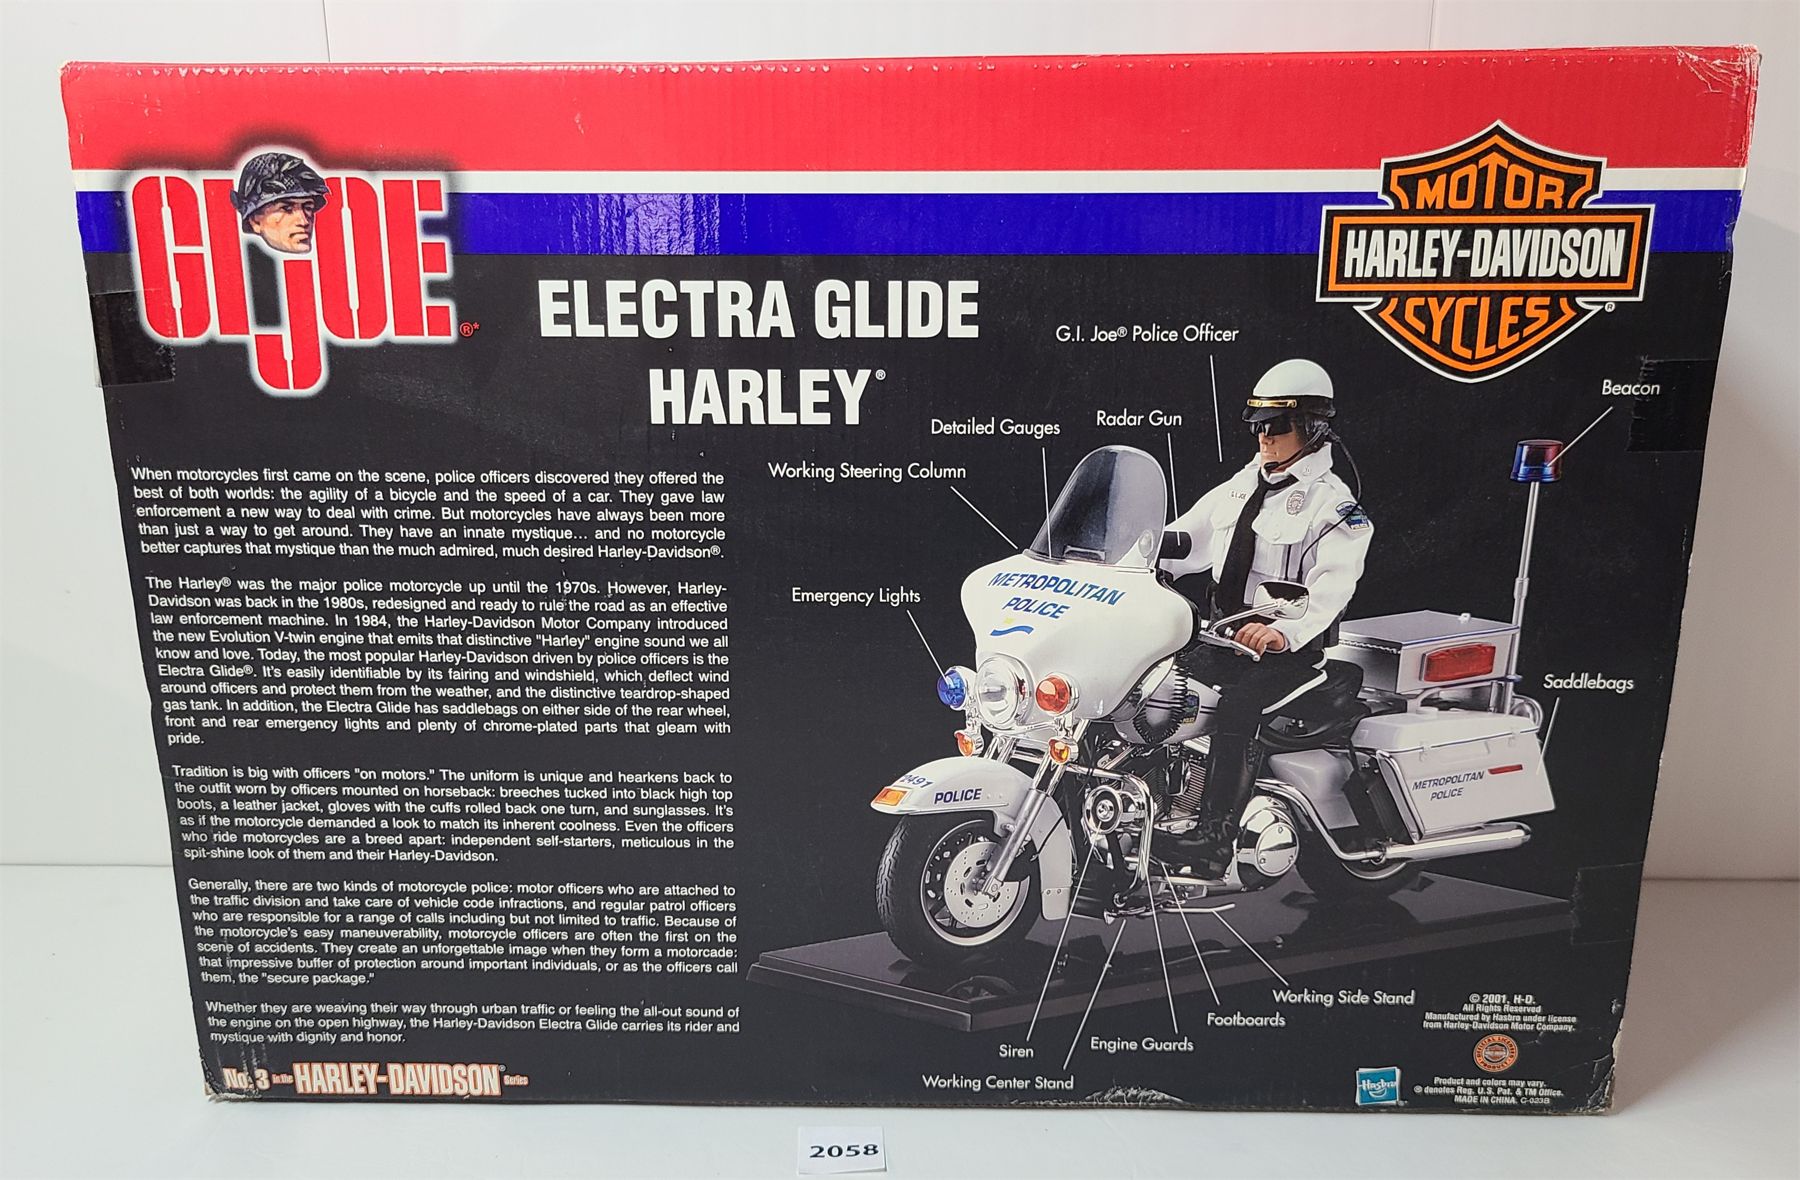 GIJOE
®*
MOTOR
HARLEY-DAVIDSON
CYCLES
®
ELECTRA GLIDE
HARLEY®
G.I. Joe® Police Officer
Beacon
Detailed Gauges
Radar Gun
Working Steering Column
Emergency Lights
Saddlebags
G.I. JOE
METROPOLITAN
POLICE
2491
POLICE
METROPOLITAN
POLICE
When motorcycles first came on the scene, police officers discovered they offered the
best of both worlds: the agility of a bicycle and the speed of a car. They gave law
enforcement a new way to deal with crime. But motorcycles have always been more
than just a way to get around. They have an innate mystique... and no motorcycle
better captures that mystique than the much admired, much desired Harley-Davidson®.
The Harley® was the major police motorcycle up until the 1970s. However, Harley-
Davidson was back in the 1980s, redesigned and ready to rule the road as an effective
law enforcement machine. In 1984, the Harley-Davidson Motor Company introduced
the new Evolution V-twin engine that emits that distinctive "Harley" engine sound we all
know and love. Today, the most popular Harley-Davidson driven by police officers is the
Electra Glide®. It's easily identifiable by its fairing and windshield, which deflect wind
around officers and protect them from the weather, and the distinctive teardrop-shaped
gas tank. In addition, the Electra Glide has saddlebags on either side of the rear wheel,
front and rear emergency lights and plenty of chrome-plated parts that gleam with
pride.
Tradition is big with officers "on motors." The uniform is unique and hearkens back to
the outfit worn by officers mounted on horseback: breeches tucked into black high top
boots, a leather jacket, gloves with the cuffs rolled back one turn, and sunglasses. It's
as if the motorcycle demanded a look to match its inherent coolness. Even the officers
who ride motorcycles are a breed apart: independent self-starters, meticulous in the
spit-shine look of them and their Harley-Davidson.
Generally, there are two kinds of motorcycle police: motor officers who are attached to
the traffic division and take care of vehicle code infractions, and regular patrol officers
who are responsible for a range of calls including but not limited to traffic. Because of
the motorcycle's easy maneuverability, motorcycle officers are often the first on the
scene of accidents. They create an unforgettable image when they form a motorcade:
that impressive buffer of protection around important individuals, or as the officers call
them, the "secure package."
Whether they are weaving their way through urban traffic or feeling the all-out sound of
the engine on the open highway, the Harley-Davidson Electra Glide carries its rider and
mystique with dignity and honor.
No. 3 in the HARLEY-DAVIDSON® Series
Working Side Stand
Footboards
Engine Guards
Siren
Working Center Stand
© 2001, H-D.
All Rights Reserved
Manufactured by Hasbro under license
from Harley-Davidson Motor Company.
Hasbro
Product and colors may vary.
® denotes Reg. U.S. Pat. & TM Office.
MADE IN CHINA. C-023B
2058